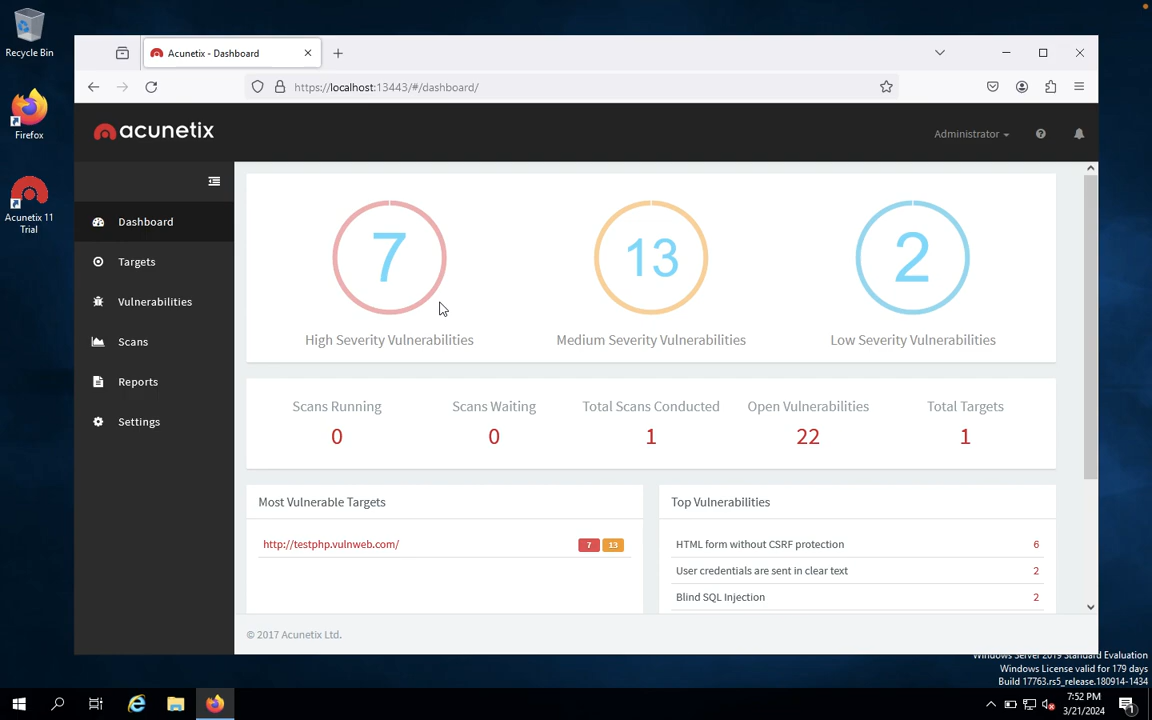 Recycle Bin
Firefox
Acunetix 11
Trial
Acunetix - Dashboard
https://localhost:13443/#/dashboard/
acunetix
Administrator
Dashboard
Targets
Vulnerabilities
Scans
Reports
Settings
7
13
2
High Severity Vulnerabilities
Medium Severity Vulnerabilities
Low Severity Vulnerabilities
Scans Running
Scans Waiting
Total Scans Conducted
Open Vulnerabilities
Total Targets
0
0
1
22
1
Most Vulnerable Targets
http://testphp.vulnweb.com/
7 13
Top Vulnerabilities
HTML form without CSRF protection 6
User credentials are sent in clear text 2
Blind SQL Injection 2
© 2017 Acunetix Ltd.
Windows Server 2019 Standard Evaluation
Windows License valid for 179 days
Build 17763.rs5_release.180914-1434
7:52 PM
3/21/2024
1